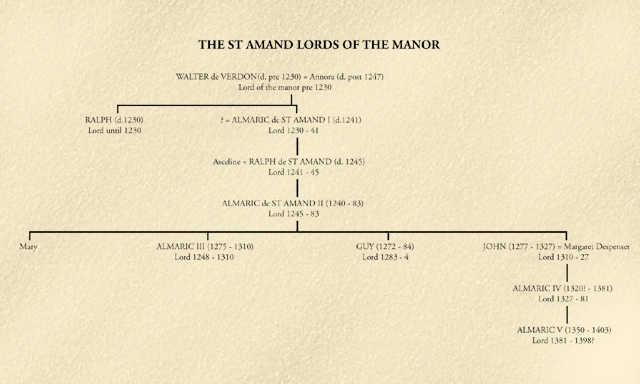 THE ST AMAND LORDS OF THE MANOR
WALTER de VERDON(d. pre 1230) = Annora (d. post 1247)
Lord of the manor pre 1230
RALPH (d.1230)
Lord until 1230
? = ALMARIC de ST AMAND I (d.1241)
Lord 1230 - 41
Asceline = RALPH de ST AMAND (d. 1245)
Lord 1241 - 45
ALMARIC de ST AMAND II (1240 - 83)
Lord 1245 - 83
Mary
ALMARIC III (1275 - 1310)
Lord 1248 - 1310
GUY (1272 - 84)
Lord 1283 - 4
JOHN (1277 - 1327) = Margaret Despenser
Lord 1310 - 27
ALMARIC IV (1320? - 1381)
Lord 1327 - 81
ALMARIC V (1350 - 1403)
Lord 1381 - 1398?